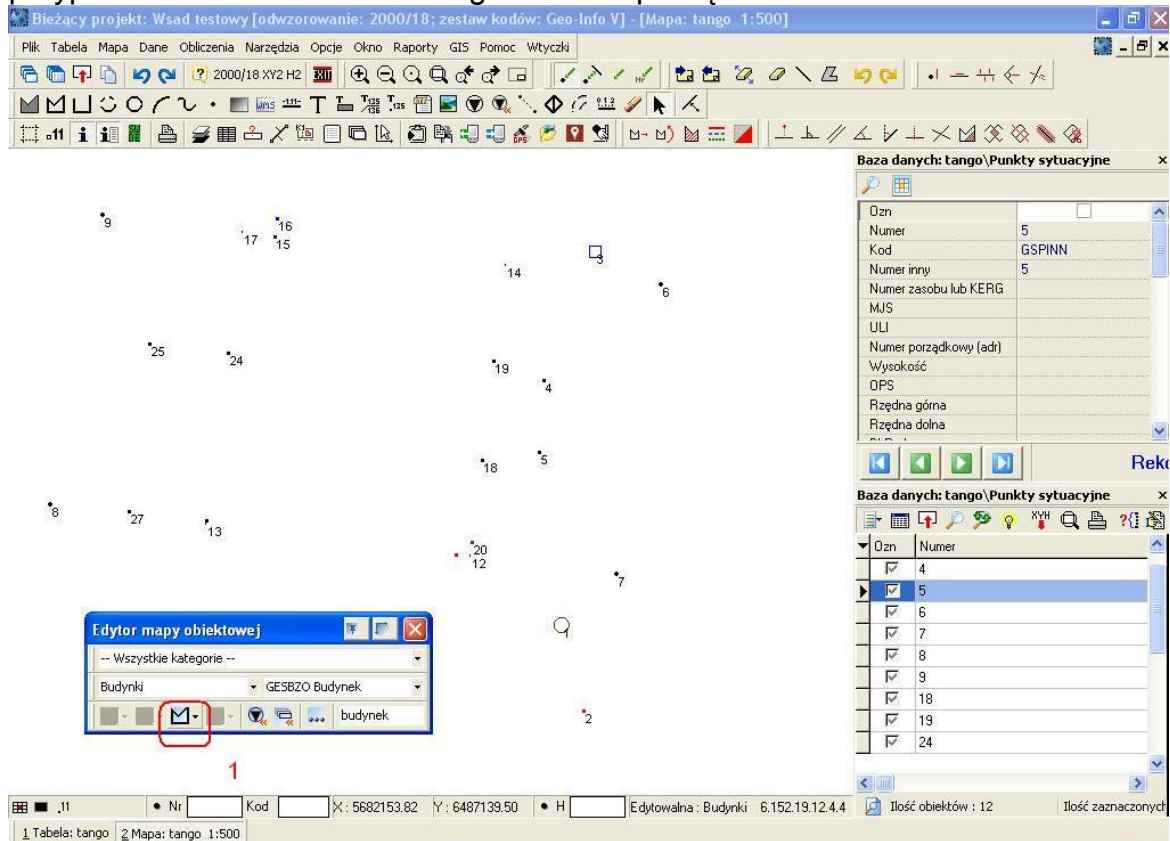 Bieżący projekt: Wsad testowy [odwzorowanie: 2000/18; zestaw kodów: Geo-Info V] - [Mapa: tango 1:500]
Plik Tabela Mapa Dane Obliczenia Narzędzia Opcje Okno Raporty GIS Pomoc Wtyczki
2000/18 XY2 H2
Baza danych: tango\Punkty sytuacyjne
Ozn
Numer 5
Kod GSPINN
Numer inny 5
Numer zasobu lub KERG
MJS
ULI
Numer porządkowy (adr)
Wysokość
OPS
Rzędna górna
Rzędna dolna
9
16
17
15
14
3
6
25
24
19
4
18
5
8
27
13
20
12
7
1
2
Baza danych: tango\Punkty sytuacyjne
Ozn Numer
4
5
6
7
8
9
18
19
24
Edytor mapy obiektowej
-- Wszystkie kategorie --
Budynki GESBZO Budynek
budynek
1
.11 Nr Kod X : 5682153.82 Y : 6487139.50 H Edytowalna : Budynki 6.152.19.12.4.4 Ilość obiektów : 12 Ilość
1 Tabela: tango 2 Mapa: tango 1:500